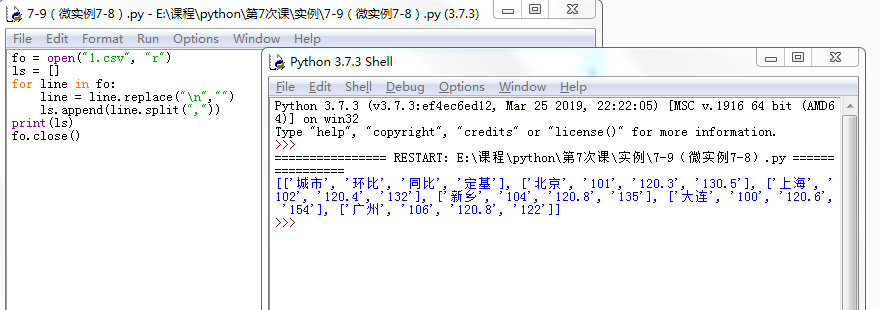 7-9（微实例7-8）.py - E:\课程\python\第7次课\实例\7-9（微实例7-8）.py (3.7.3)
File Edit Format Run Options Window Help
fo = open("1.csv", "r")
ls = []
for line in fo:
    line = line.replace("\n","")
    ls.append(line.split(","))
print(ls)
fo.close()
Python 3.7.3 Shell
File Edit Shell Debug Options Window Help
Python 3.7.3 (v3.7.3:ef4ec6ed12, Mar 25 2019, 22:22:05) [MSC v.1916 64 bit (AMD6
4)] on win32
Type "help", "copyright", "credits" or "license()" for more information.
>>>
================ RESTART: E:\课程\python\第7次课\实例\7-9（微实例7-8）.py ======
==============
[['城市', '环比', '同比', '定基'], ['北京', '101', '120.3', '130.5'], ['上海', '
102', '120.4', '132'], ['新乡', '104', '120.8', '135'], ['大连', '100', '120.6',
 '154'], ['广州', '106', '120.8', '122']]
>>>